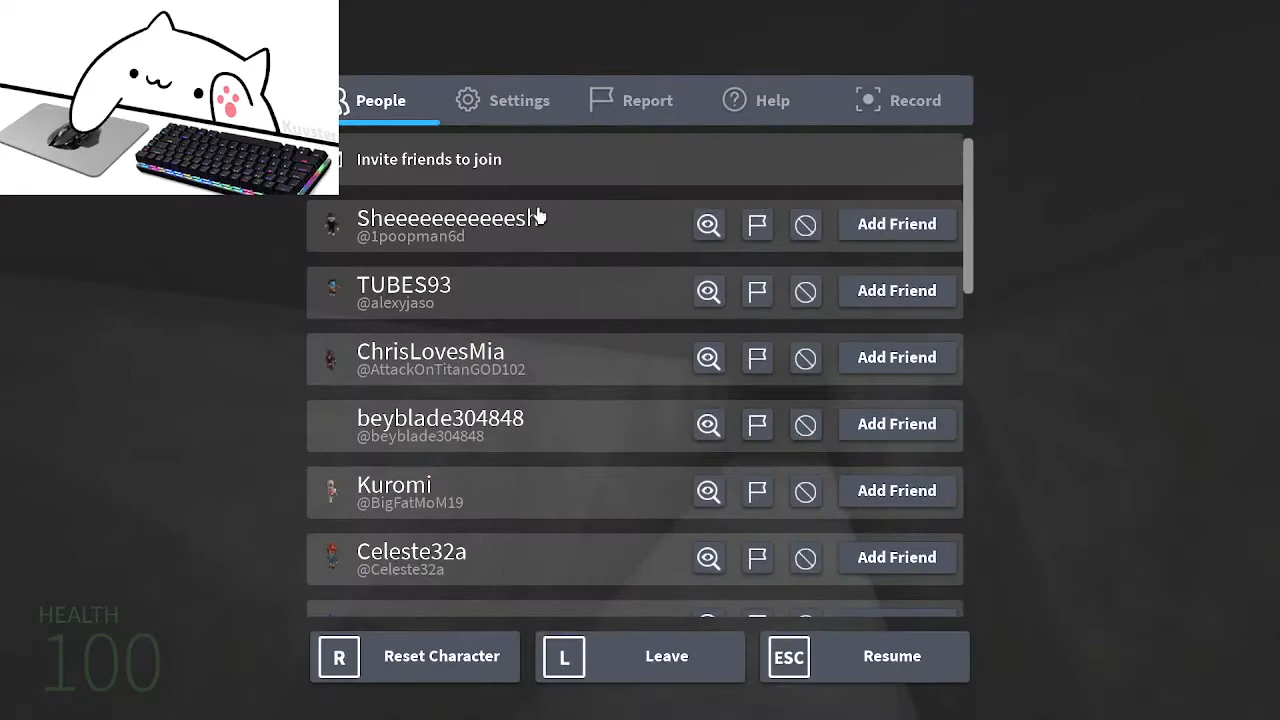 Kuyster
People
Settings
Report
Help
Record
Invite friends to join
Sheeeeeeeeeeesh
@1poopman6d
Add Friend
TUBES93
@alexyjaso
Add Friend
ChrisLovesMia
@AttackOnTitanGOD102
Add Friend
beyblade304848
@beyblade304848
Add Friend
Kuromi
@BigFatMoM19
Add Friend
Celeste32a
@Celeste32a
Add Friend
HEALTH
100
R
Reset Character
L
Leave
ESC
Resume